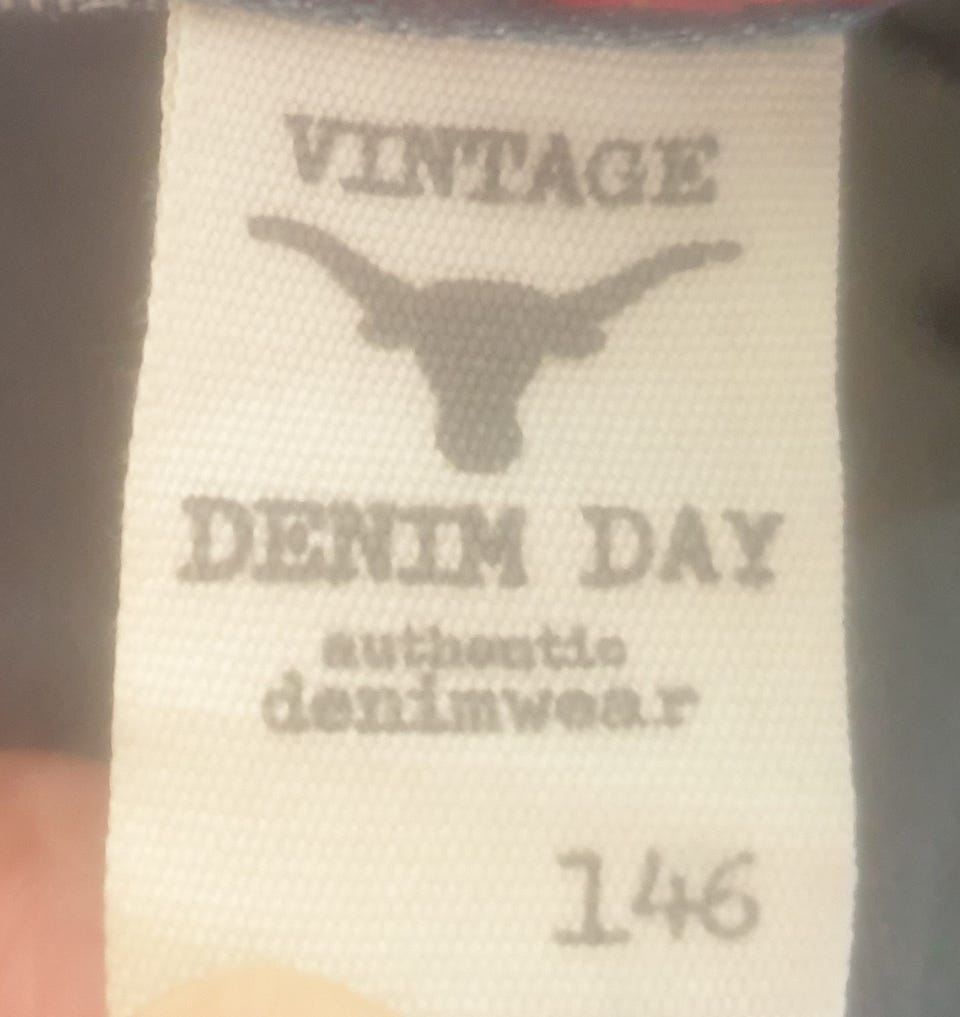 VINTAGE
DENIM DAY
authentic
denimwear
146